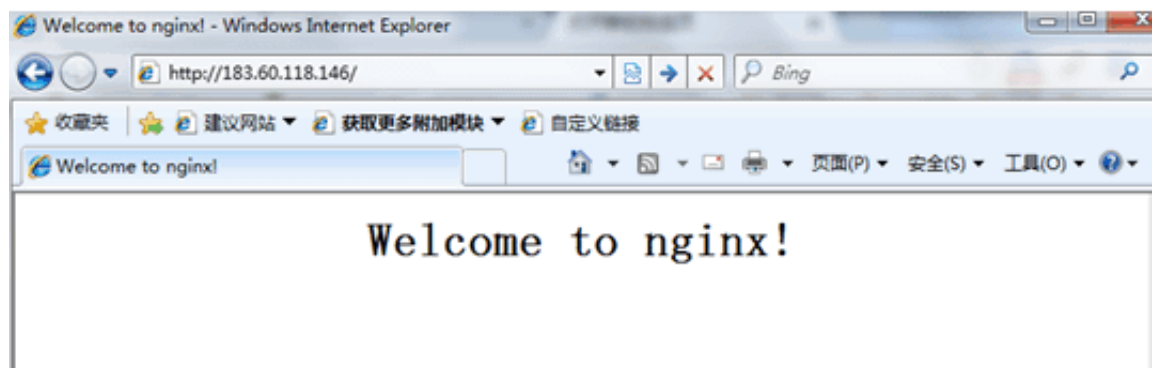 Welcome to nginx! - Windows Internet Explorer
http://183.60.118.146/ Bing
收藏夹 建议网站 获取更多附加模块 自定义链接
Welcome to nginx! 页面(P) 安全(S) 工具(O)
Welcome to nginx!